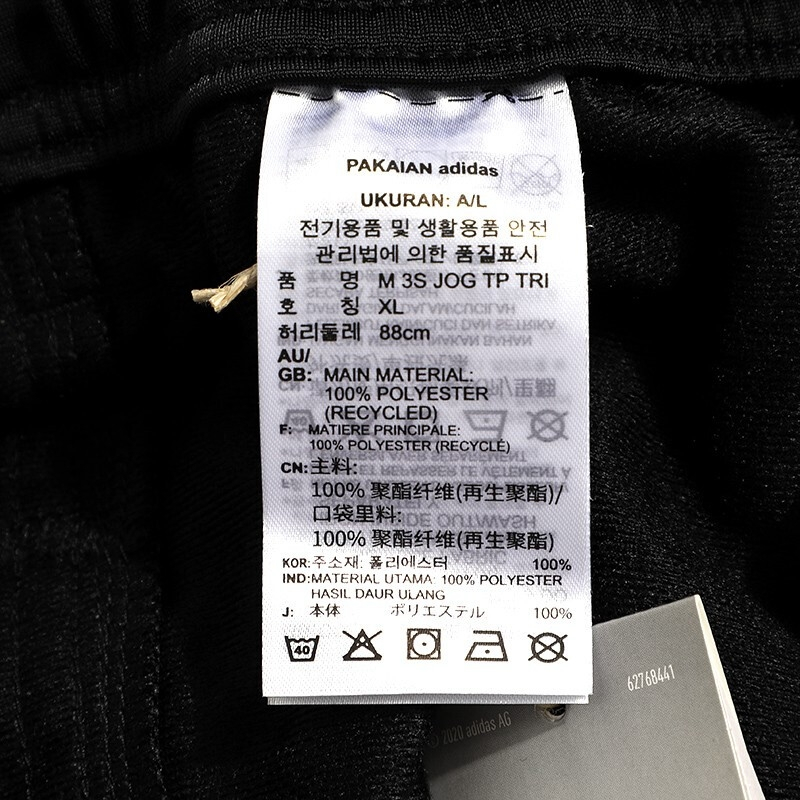 PAKAIAN adidas
UKURAN: A/L
전기용품 및 생활용품 안전
관리법에 의한 품질표시
품 명 M 3S JOG TP TRI
호 칭 XL
허리둘레 88cm
AU/
GB: MAIN MATERIAL:
100% POLYESTER
(RECYCLED)
F: MATIERE PRINCIPALE:
100% POLYESTER (RECYCLÉ)
CN: 主料:
100% 聚酯纤维(再生聚酯)/
口袋里料:
100% 聚酯纤维(再生聚酯)
KOR: 주소재: 폴리에스터 100%
IND: MATERIAL UTAMA: 100% POLYESTER
HASIL DAUR ULANG
J: 本体 ポリエステル 100%
40
62768441
© 2020 adidas AG